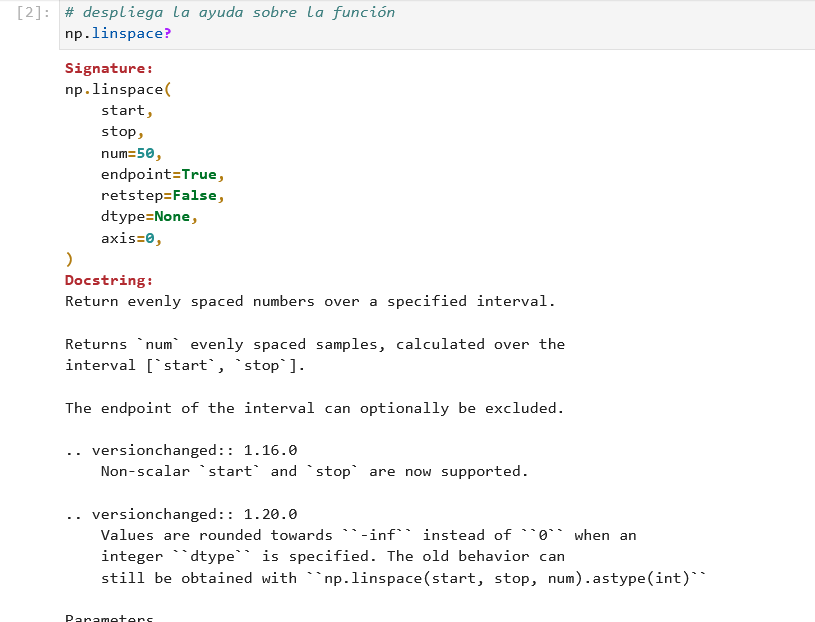 [2]: # despliega la ayuda sobre la función
np.linspace?
Signature:
np.linspace(
    start,
    stop,
    num=50,
    endpoint=True,
    retstep=False,
    dtype=None,
    axis=0,
)
Docstring:
Return evenly spaced numbers over a specified interval.

Returns `num` evenly spaced samples, calculated over the
interval [`start`, `stop`].

The endpoint of the interval can optionally be excluded.

.. versionchanged:: 1.16.0
    Non-scalar `start` and `stop` are now supported.

.. versionchanged:: 1.20.0
    Values are rounded towards ``-inf`` instead of ``0`` when an
    integer ``dtype`` is specified. The old behavior can
    still be obtained with ``np.linspace(start, stop, num).astype(int)``

Parameters